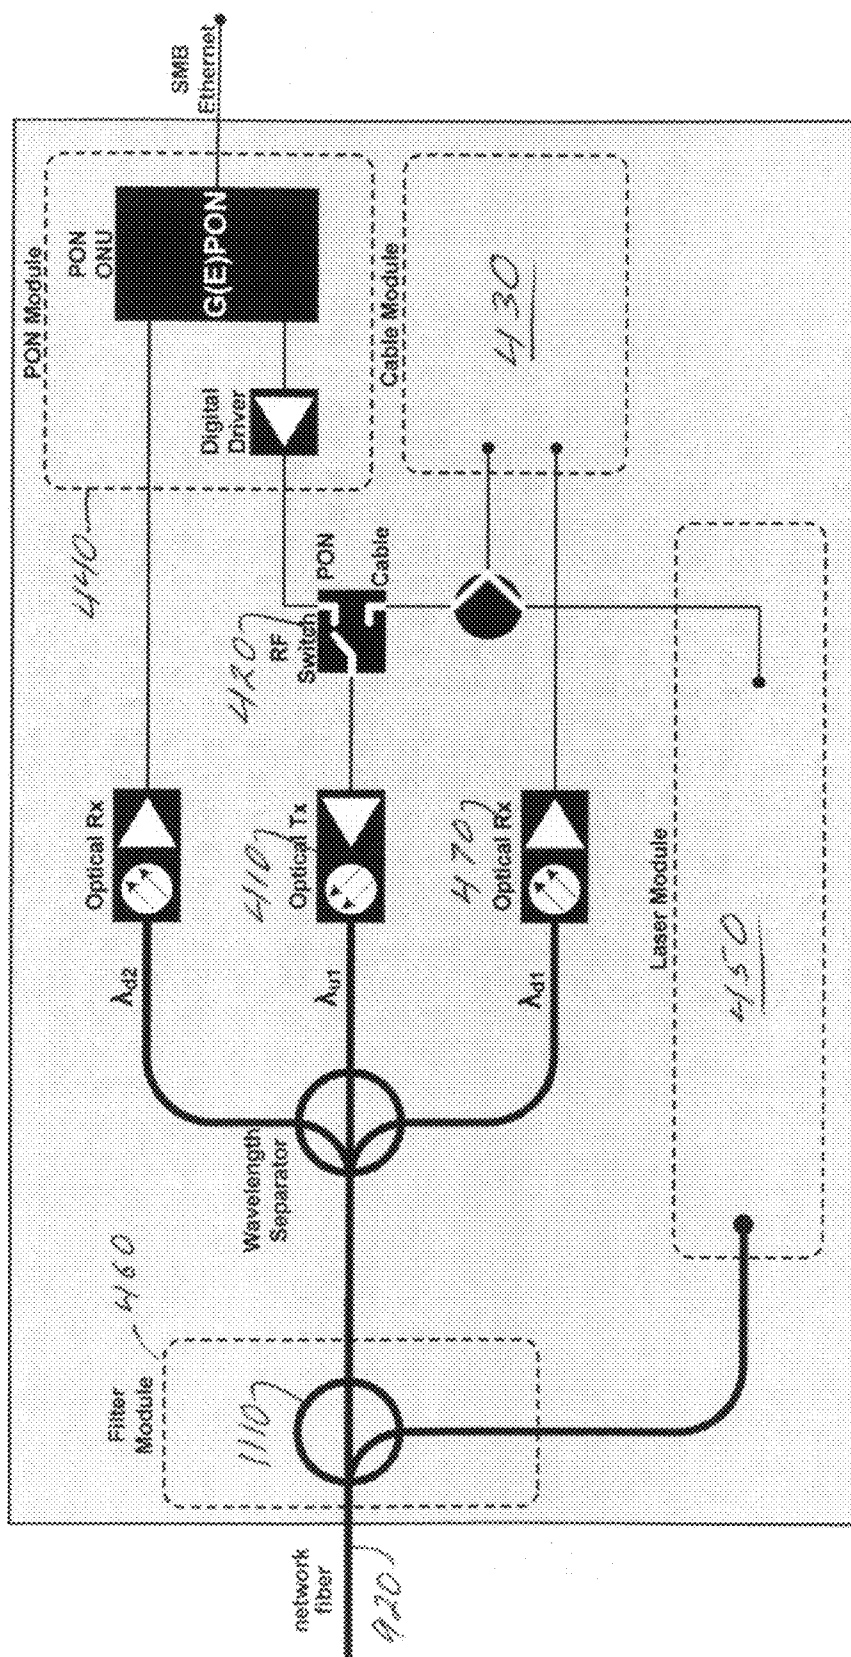 network
fiber
920
Filter
Module
460
1110
Wavelength
Separator
λd2
λu1
λd1
Optical Rx
Optical Tx
410
Optical Rx
470
RF
Switch
420
PON
Cable
440
PON Module
Digital
Driver
PON
ONU
G(E)PON
SMB
Ethernet
Cable Module
430
Laser Module
450